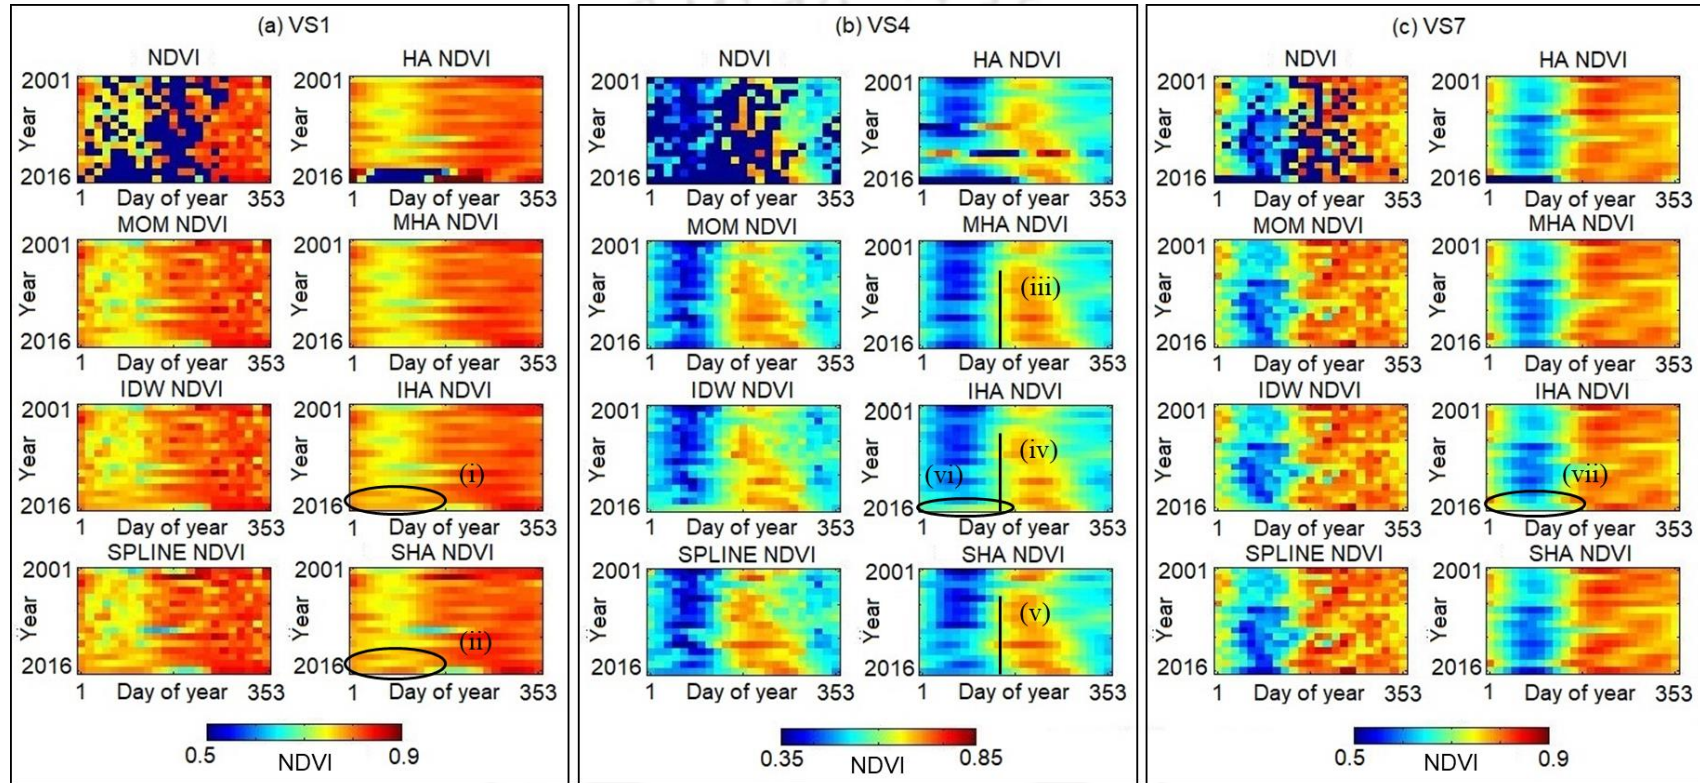 (a) VS1
NDVI HA NDVI
2001
Year
2016
1 Day of year 353
2001
Year
2016
1 Day of year 353
MOM NDVI MHA NDVI
2001
Year
2016
1 Day of year 353
2001
Year
2016
1 Day of year 353
IDW NDVI IHA NDVI
2001
Year
2016
1 Day of year 353
2001
Year
(i)
2016
1 Day of year 353
SPLINE NDVI SHA NDVI
2001
Year
2016
1 Day of year 353
2001
Year
(ii)
2016
1 Day of year 353
0.5 0.9
NDVI
(b) VS4
NDVI HA NDVI
2001
Year
2016
1 Day of year 353
2001
Year
2016
1 Day of year 353
MOM NDVI MHA NDVI
2001
Year
2016
1 Day of year 353
2001
Year
(iii)
2016
1 Day of year 353
IDW NDVI IHA NDVI
2001
Year
2016
1 Day of year 353
2001
Year
(iv)
(vi)
2016
1 Day of year 353
SPLINE NDVI SHA NDVI
2001
Year
2016
1 Day of year 353
2001
Year
(v)
2016
1 Day of year 353
0.35 0.85
NDVI
(c) VS7
NDVI HA NDVI
2001
Year
2016
1 Day of year 353
2001
Year
2016
1 Day of year 353
MOM NDVI MHA NDVI
2001
Year
2016
1 Day of year 353
2001
Year
2016
1 Day of year 353
IDW NDVI IHA NDVI
2001
Year
2016
1 Day of year 353
2001
Year
(vii)
2016
1 Day of year 353
SPLINE NDVI SHA NDVI
2001
Year
2016
1 Day of year 353
2001
Year
2016
1 Day of year 353
0.5 0.9
NDVI